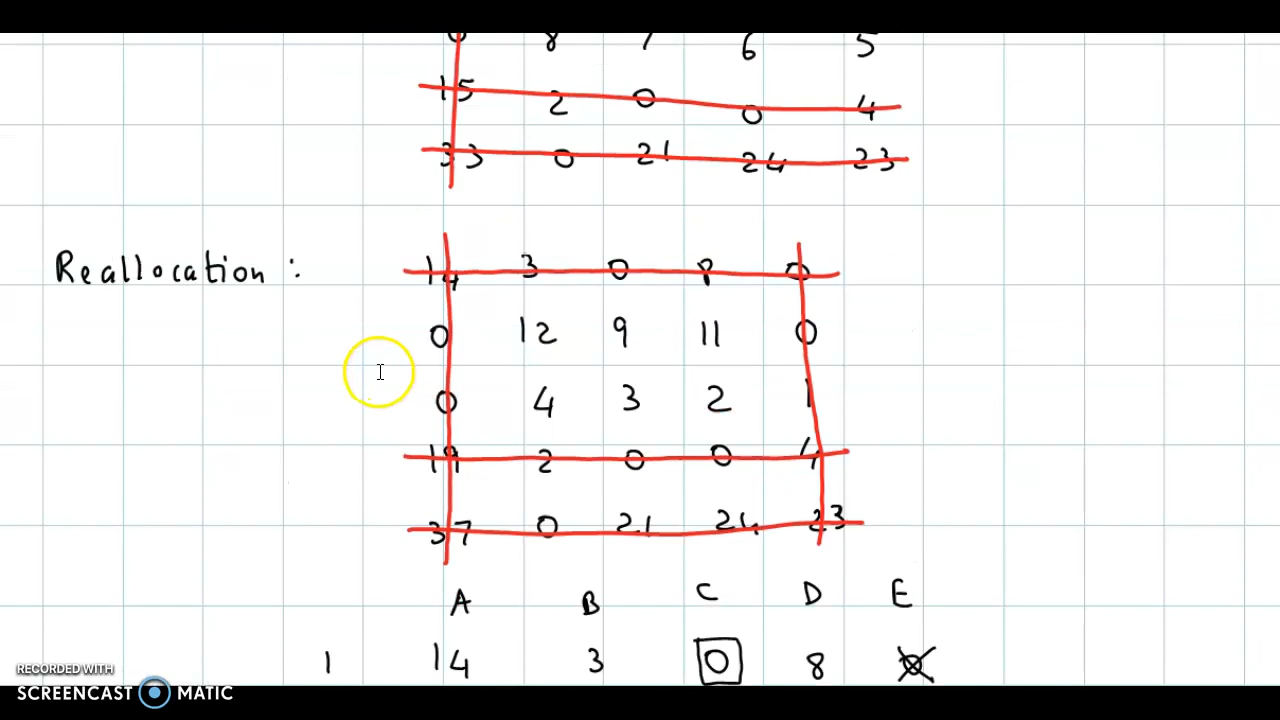 0 8 7 6 5
15 2 0 0 4
33 0 21 24 23
Reallocation : 14 3 0 8 0
0 12 9 11 0
0 4 3 2 1
19 2 0 0 4
37 0 21 24 23
A B C D E
1 14 3 0 8 0
RECORDED WITH
SCREENCAST MATIC